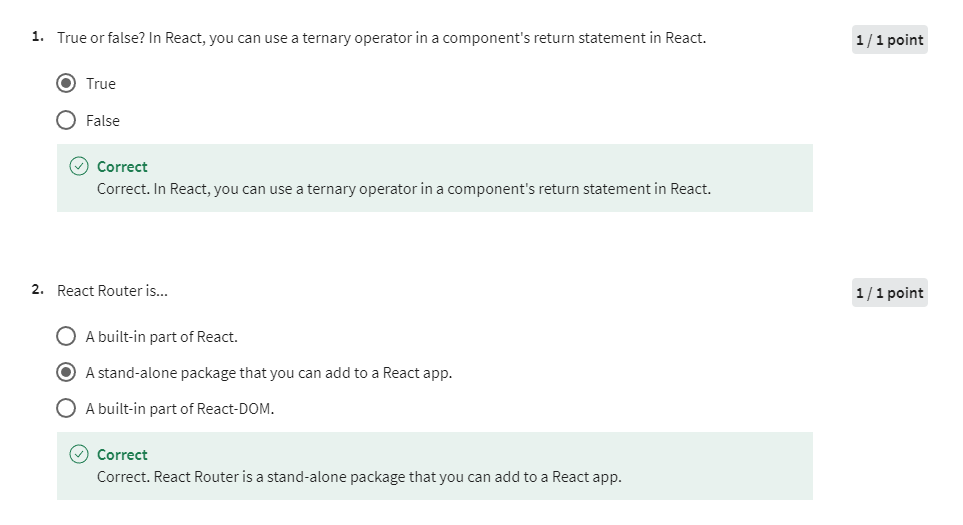 1. True or false? In React, you can use a ternary operator in a component's return statement in React.
1 / 1 point
True
False
Correct
Correct. In React, you can use a ternary operator in a component's return statement in React.
2. React Router is...
1 / 1 point
A built-in part of React.
A stand-alone package that you can add to a React app.
A built-in part of React-DOM.
Correct
Correct. React Router is a stand-alone package that you can add to a React app.